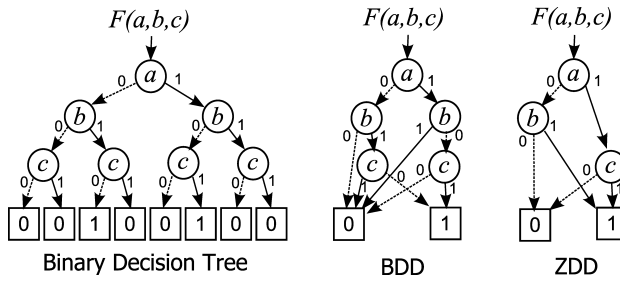 F(a,b,c)
0 a 1
b b
0 1 0 1
c c c c
0 1 0 1 0 1 0 1
0 0 1 0 0 1 0 0
Binary Decision Tree
F(a,b,c)
a
b b
0 1 1 0
c c
1 0 0 1
0 1
BDD
F(a,b,c)
0 a 1
b
0 1
c
0 1
0 1
ZDD